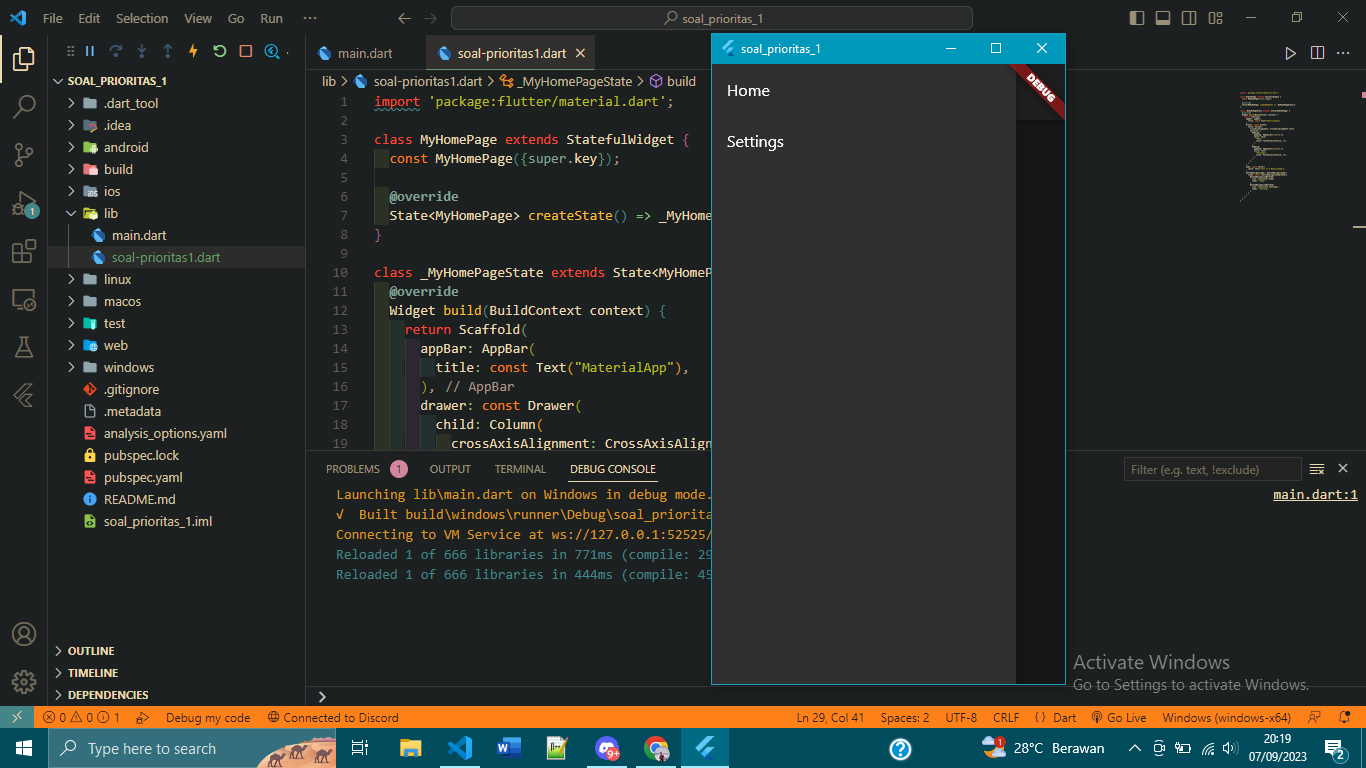 File Edit Selection View Go Run ··· soal_prioritas_1
SOAL_PRIORITAS_1
.dart_tool
.idea
android
build
ios
lib
main.dart
soal-prioritas1.dart
linux
macos
test
web
windows
.gitignore
.metadata
analysis_options.yaml
pubspec.lock
pubspec.yaml
README.md
soal_prioritas_1.iml
OUTLINE
TIMELINE
DEPENDENCIES
1
main.dart soal-prioritas1.dart
lib > soal-prioritas1.dart > _MyHomePageState > build
1 import 'package:flutter/material.dart';
2
3 class MyHomePage extends StatefulWidget {
4 const MyHomePage({super.key});
5
6 @override
7 State<MyHomePage> createState() => _MyHome
8 }
9
10 class _MyHomePageState extends State<MyHomeP
11 @override
12 Widget build(BuildContext context) {
13 return Scaffold(
14 appBar: AppBar(
15 title: const Text("MaterialApp"),
16 ), // AppBar
17 drawer: const Drawer(
18 child: Column(
19 crossAxisAlignment: CrossAxisAlign
PROBLEMS 1 OUTPUT TERMINAL DEBUG CONSOLE
Filter (e.g. text, !exclude)
Launching lib\main.dart on Windows in debug mode.
√ Built build\windows\runner\Debug\soal_priorita
Connecting to VM Service at ws://127.0.0.1:52525/
Reloaded 1 of 666 libraries in 771ms (compile: 29
Reloaded 1 of 666 libraries in 444ms (compile: 45
main.dart:1
soal_prioritas_1
DEBUG
Home
Settings
Activate Windows
Go to Settings to activate Windows.
0 0 1 Debug my code Connected to Discord Ln 29, Col 41 Spaces: 2 UTF-8 CRLF {} Dart Go Live Windows (windows-x64)
Type here to search
9+
1
28°C Berawan
20:19
07/09/2023
2